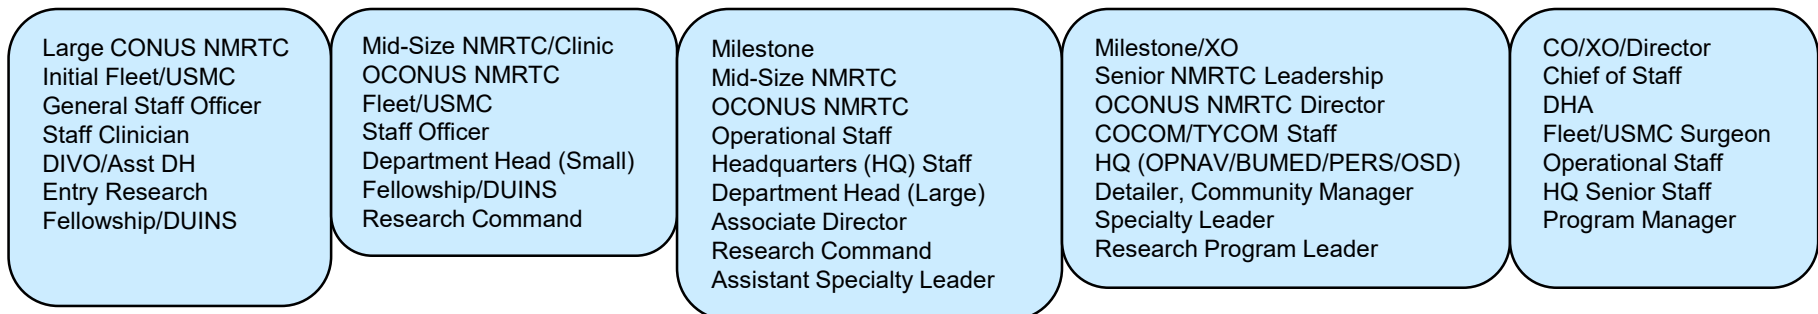 Large CONUS NMRTC
Initial Fleet/USMC
General Staff Officer
Staff Clinician
DIVO/Asst DH
Entry Research
Fellowship/DUINS
Mid-Size NMRTC/Clinic
OCONUS NMRTC
Fleet/USMC
Staff Officer
Department Head (Small)
Fellowship/DUINS
Research Command
Milestone
Mid-Size NMRTC
OCONUS NMRTC
Operational Staff
Headquarters (HQ) Staff
Department Head (Large)
Associate Director
Research Command
Assistant Specialty Leader
Milestone/XO
Senior NMRTC Leadership
OCONUS NMRTC Director
COCOM/TYCOM Staff
HQ (OPNAV/BUMED/PERS/OSD)
Detailer, Community Manager
Specialty Leader
Research Program Leader
CO/XO/Director
Chief of Staff
DHA
Fleet/USMC Surgeon
Operational Staff
HQ Senior Staff
Program Manager